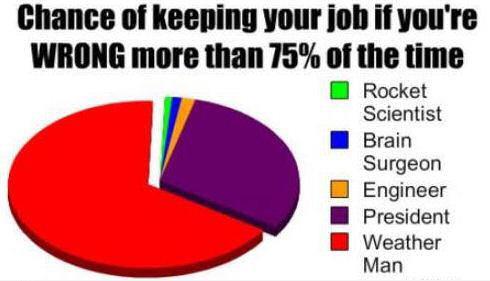 Chance of keeping your job if you're
WRONG more than 75% of the time
Rocket
Scientist
Brain
Surgeon
Engineer
President
Weather
Man